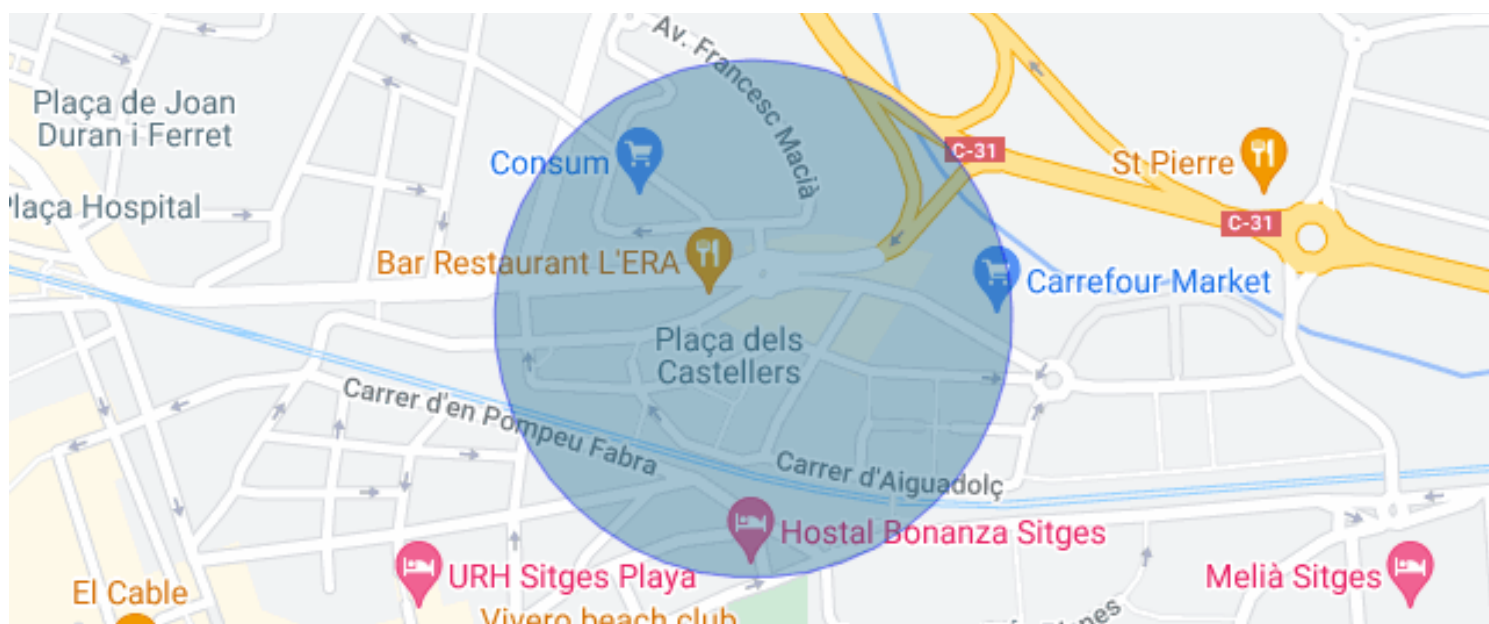 Av. Francesc Macià
Plaça de Joan
Duran i Ferret
Consum
C-31
St Pierre
Plaça Hospital
C-31
Bar Restaurant L'ERA
Carrefour Market
Plaça dels
Castellers
Carrer d'en Pompeu Fabra
Carrer d'Aiguadolç
Hostal Bonanza Sitges
URH Sitges Playa
Melià Sitges
El Cable
Vivero beach club